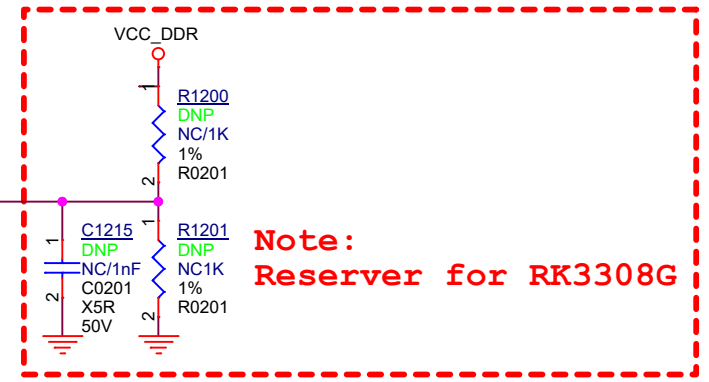 VCC_DDR
1
R1200
DNP
NC/1K
1%
R0201
2
1
C1215
DNP
NC/1nF
C0201
X5R
50V
2
1
R1201
DNP
NC1K
1%
R0201
2
Note:
Reserver for RK3308G